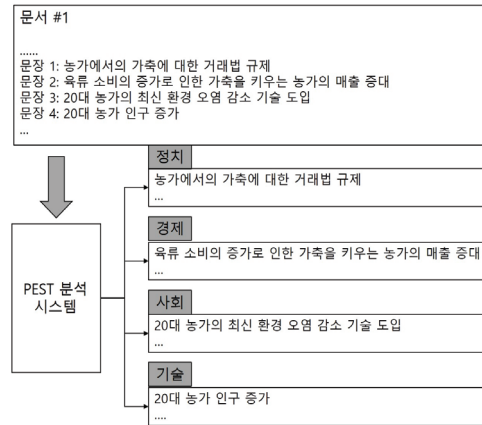 문서 #1
......
문장 1: 농가에서의 가축에 대한 거래법 규제
문장 2: 육류 소비의 증가로 인한 가축을 키우는 농가의 매출 증대
문장 3: 20대 농가의 최신 환경 오염 감소 기술 도입
문장 4: 20대 농가 인구 증가
...
정치
농가에서의 가축에 대한 거래법 규제
...
경제
육류 소비의 증가로 인한 가축을 키우는 농가의 매출 증대
...
PEST 분석
시스템
사회
20대 농가의 최신 환경 오염 감소 기술 도입
...
기술
20대 농가 인구 증가
....